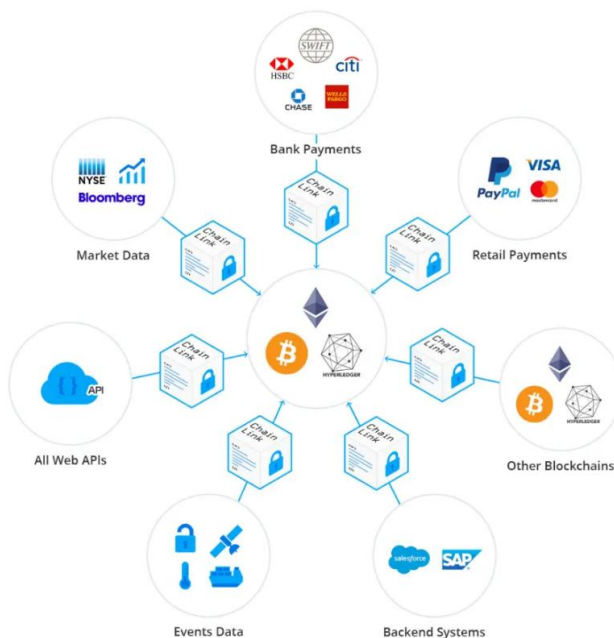 SWIFT
HSBC
citi
CHASE
WELLS
FARGO
Bank Payments
NYSE
Bloomberg
Market Data
PayPal
VISA
mastercard
Retail Payments
Chain
Link
Chain
Link
Chain
Link
API
All Web APIs
Chain
Link
HYPERLEDGER
Chain
Link
HYPERLEDGER
Other Blockchains
Chain
Link
Chain
Link
Events Data
salesforce
SAP
Backend Systems